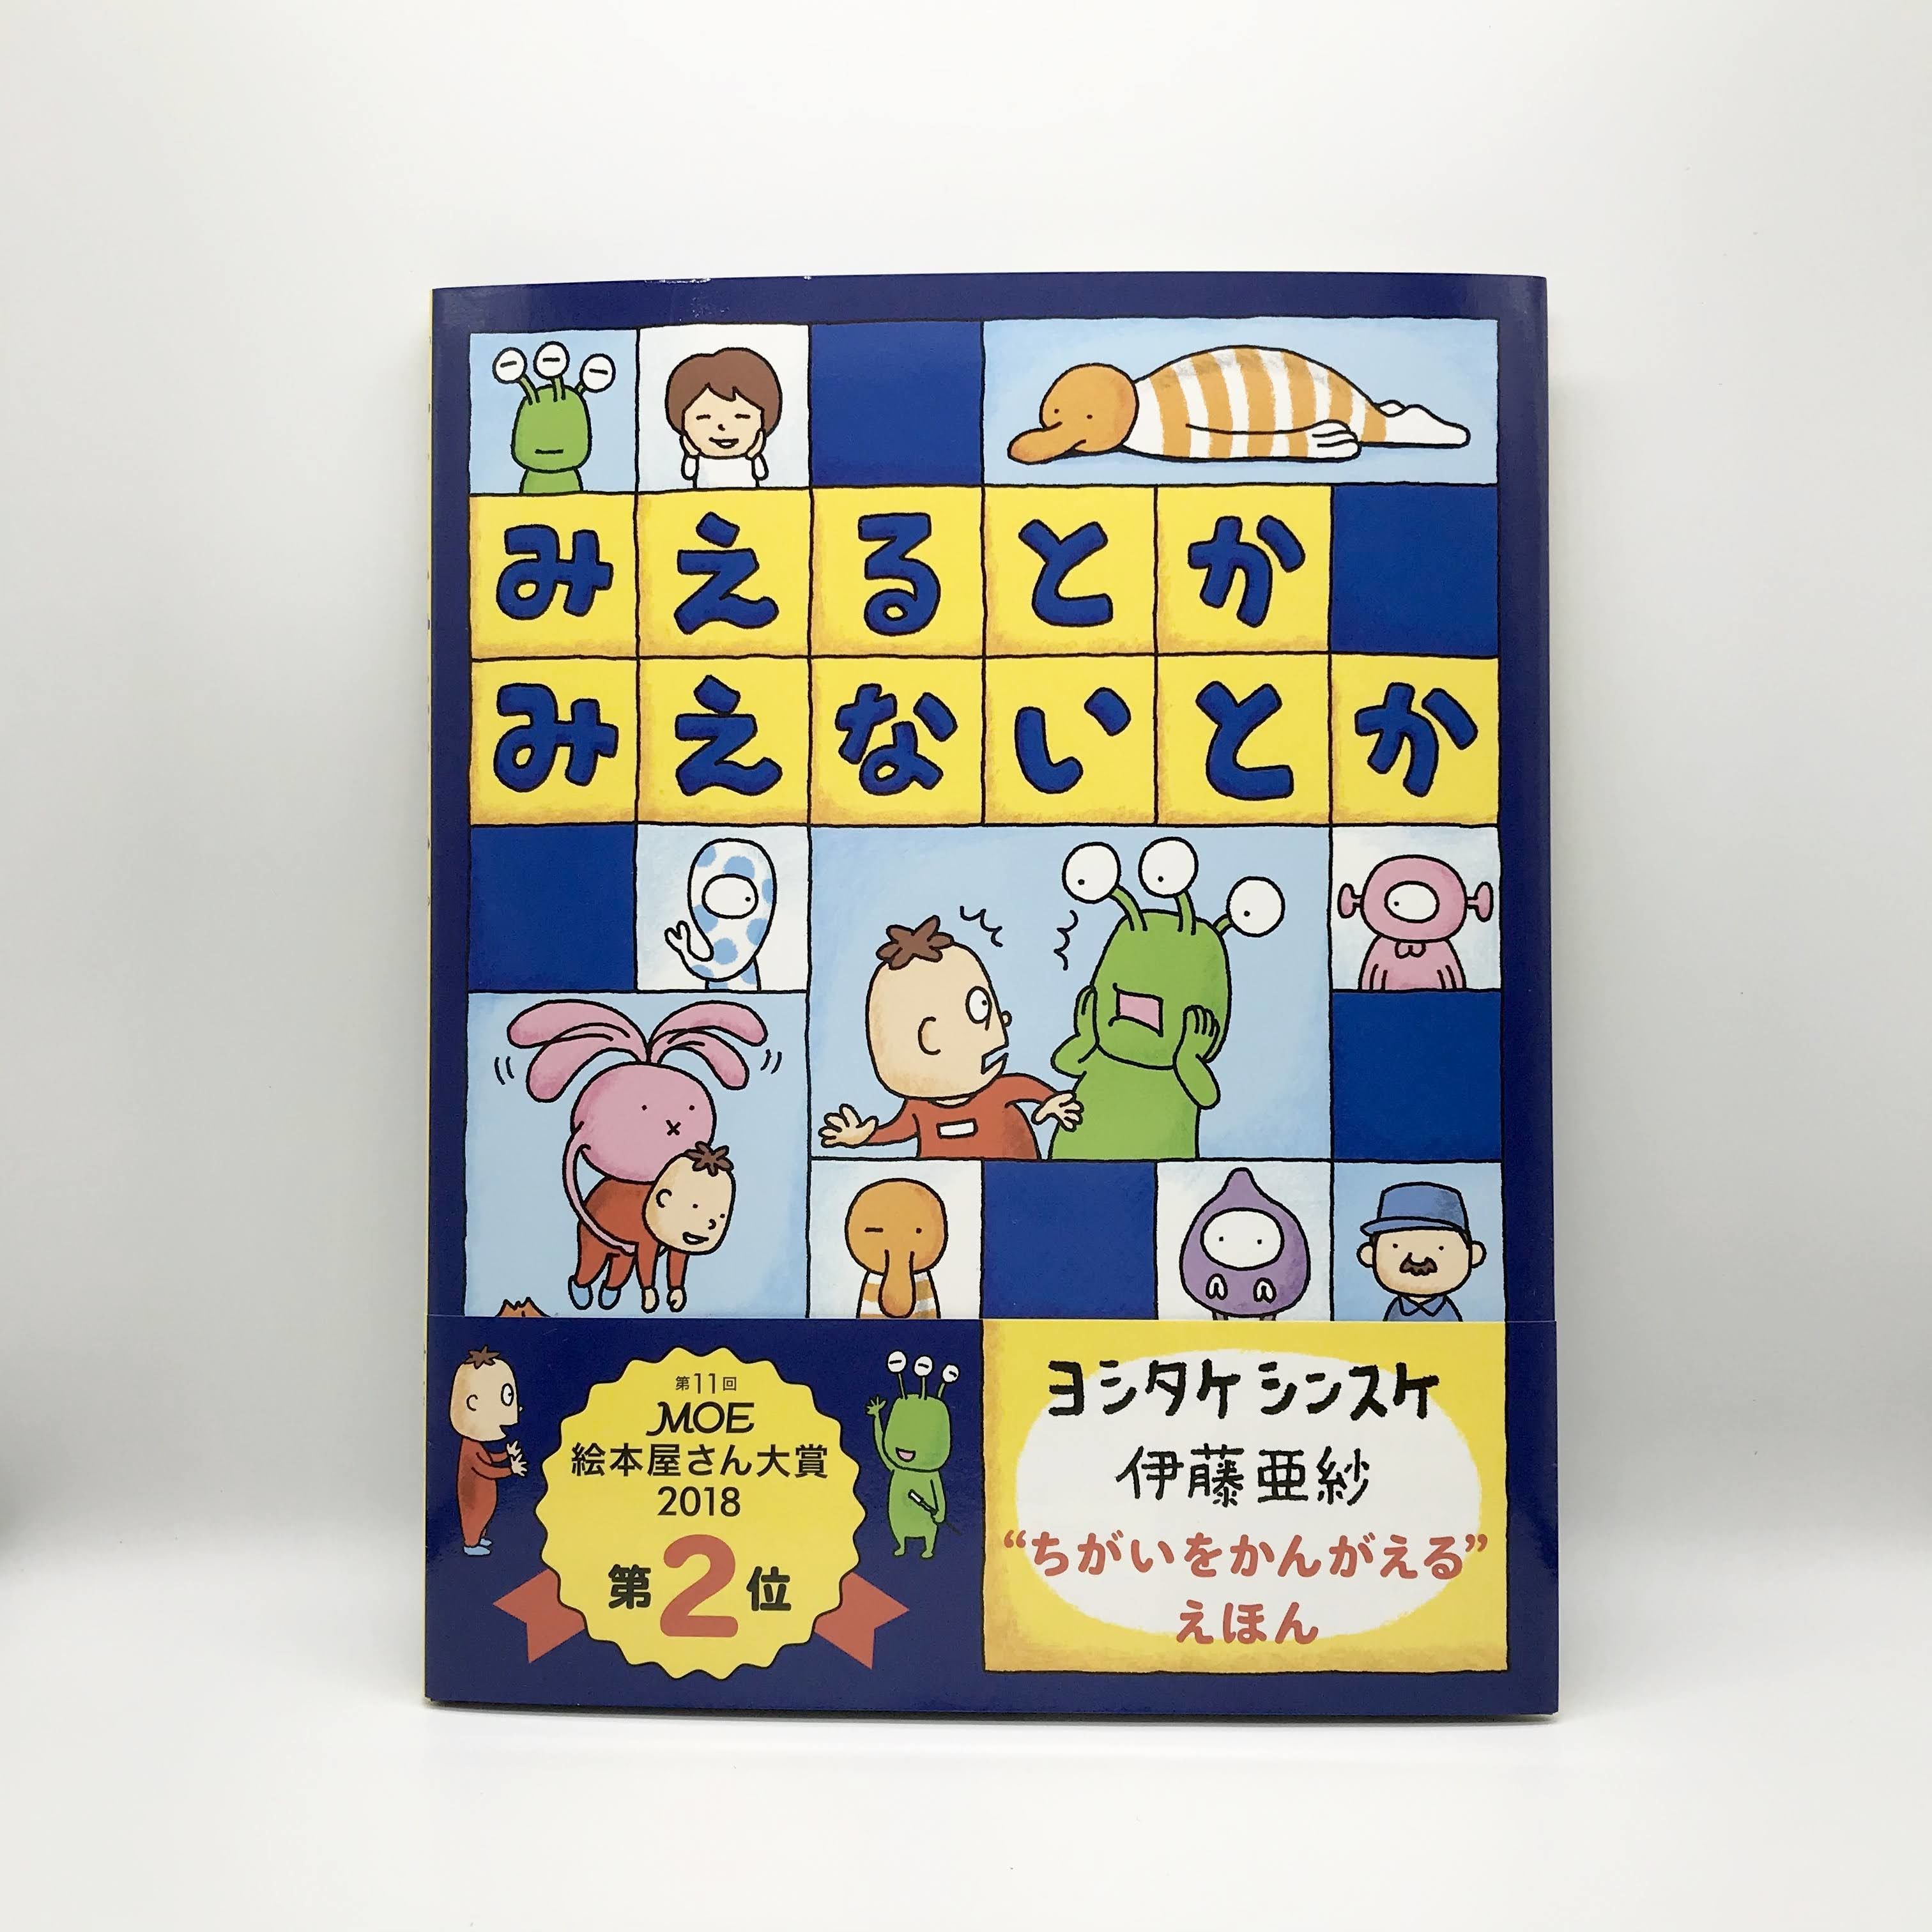 みえるとか
みえないとか
第11回
MOE
絵本屋さん大賞
2018
第2位
ヨシタケシンスケ
伊藤亜紗
“ちがいをかんがえる”
えほん